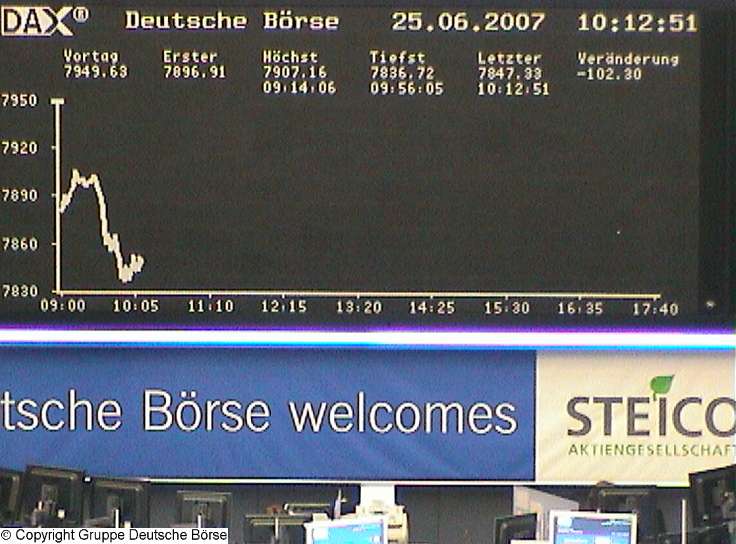 DAX® Deutsche Börse 25.06.2007 10:12:51
Vortag Erster Höchst Tiefst Letzter Veränderung
7949.63 7896.91 7907.16 7836.72 7847.33 -102.30
09:14:06 09:56:05 10:12:51
7950
7920
7890
7860
7830
09:00 10:05 11:10 12:15 13:20 14:25 15:30 16:35 17:40
tsche Börse welcomes
STEICO
AKTIENGESELLSCHAFT
© Copyright Gruppe Deutsche Börse